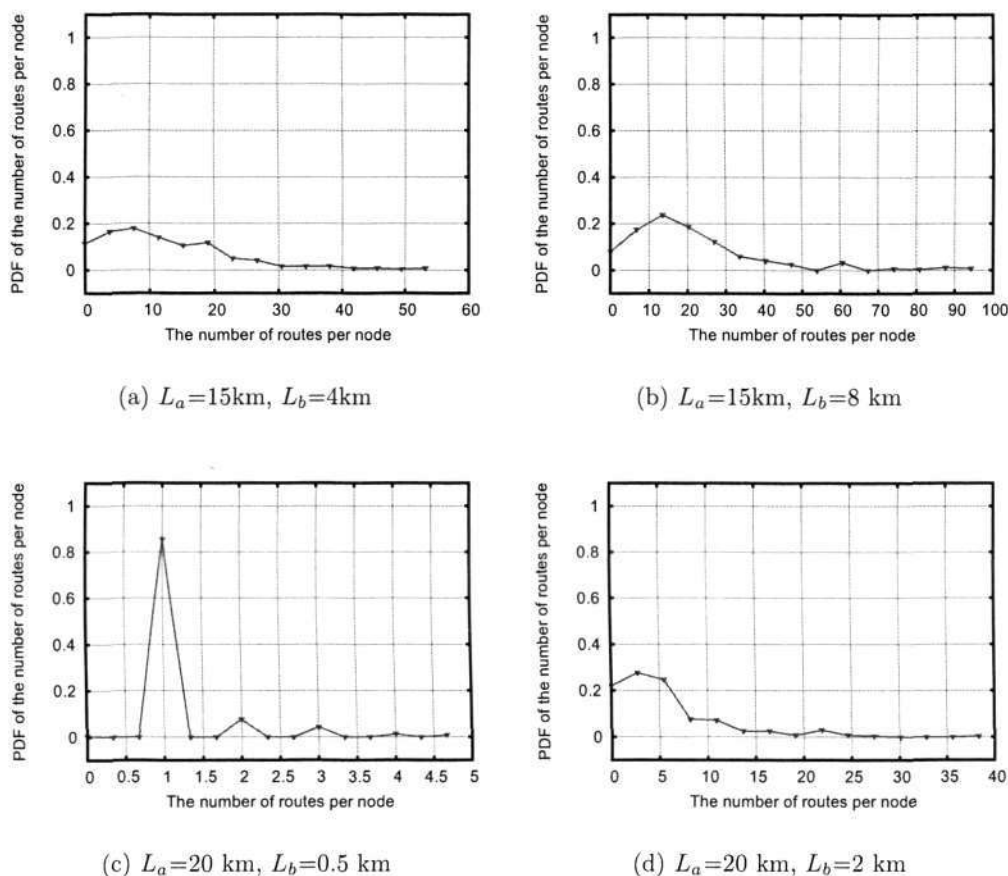 PDF of the number of routes per node
1
0.8
0.6
0.4
0.2
0
0 10 20 30 40 50 60
The number of routes per node
(a) L_a=15km, L_b=4km
PDF of the number of routes per node
1
0.8
0.6
0.4
0.2
0
0 10 20 30 40 50 60 70 80 90 100
The number of routes per node
(b) L_a=15km, L_b=8 km
PDF of the number of routes per node
1
0.8
0.6
0.4
0.2
0
0 0.5 1 1.5 2 2.5 3 3.5 4 4.5 5
The number of routes per node
(c) L_a=20 km, L_b=0.5 km
PDF of the number of routes per node
1
0.8
0.6
0.4
0.2
0
0 5 10 15 20 25 30 35 40
The number of routes per node
(d) L_a=20 km, L_b=2 km